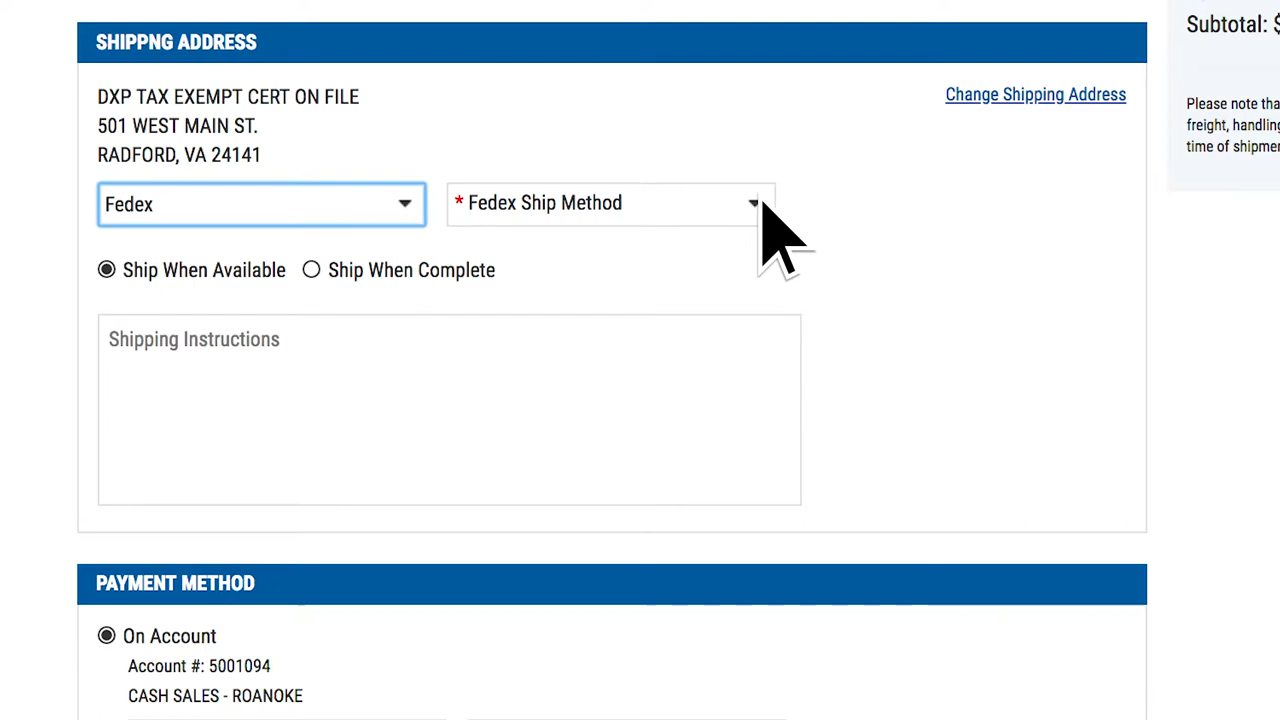 Subtotal: $
SHIPPNG ADDRESS
DXP TAX EXEMPT CERT ON FILE
Change Shipping Address
501 WEST MAIN ST.
RADFORD, VA 24141
Please note tha
freight, handling
time of shipmen
Fedex
* Fedex Ship Method
Ship When Available
Ship When Complete
Shipping Instructions
PAYMENT METHOD
On Account
Account #: 5001094
CASH SALES - ROANOKE